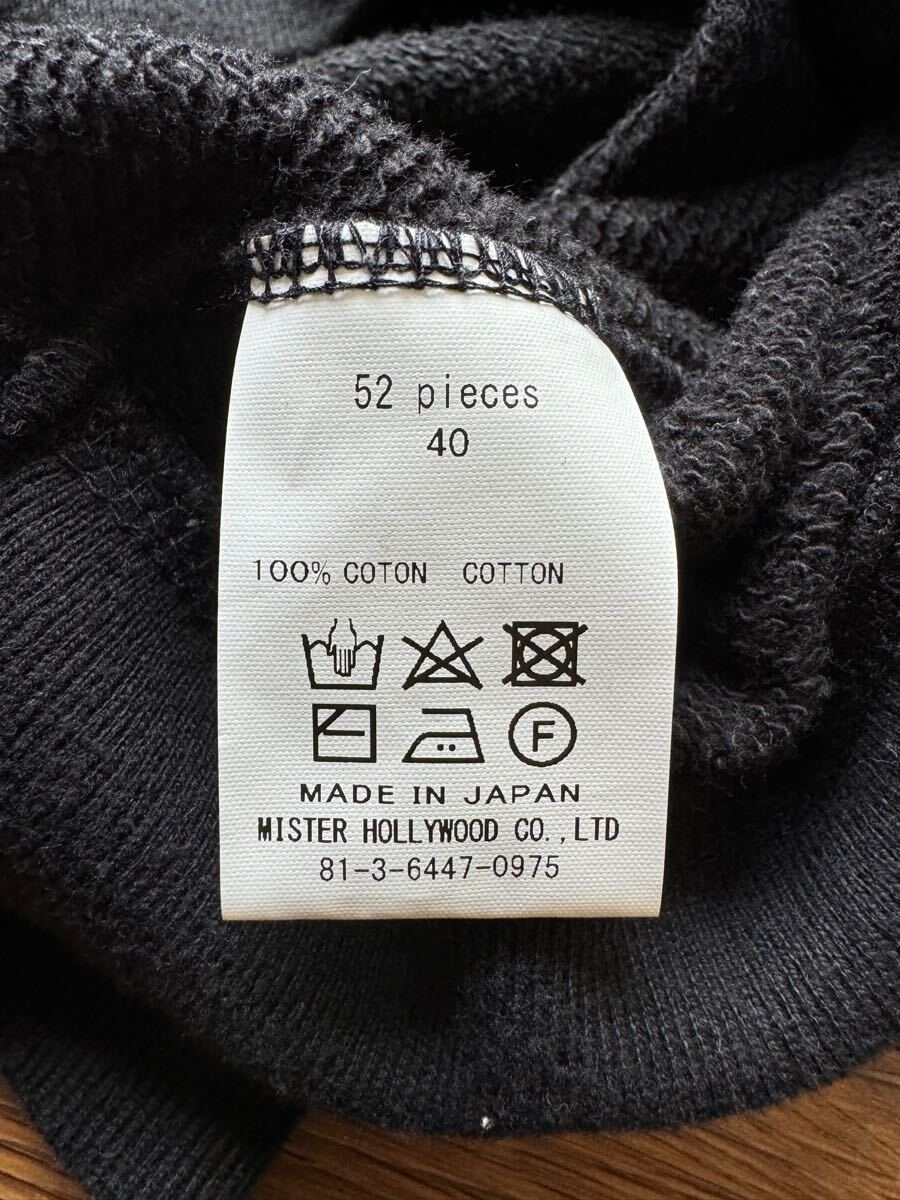 52 pieces
40
100% COTON COTTON
F
MADE IN JAPAN
MISTER HOLLYWOOD CO.,LTD
81-3-6447-0975